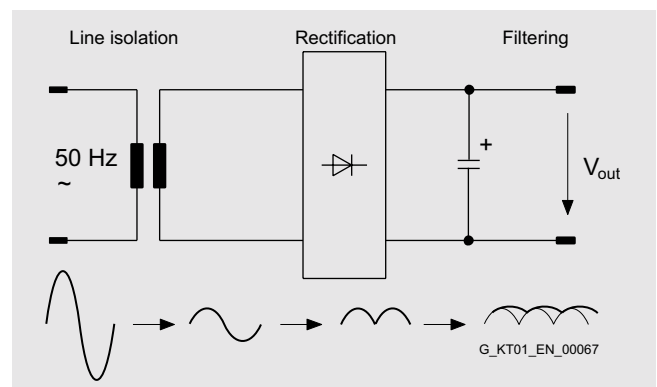 Line isolation
Rectification
Filtering
50 Hz
~
+
Vout
G_KT01_EN_00067